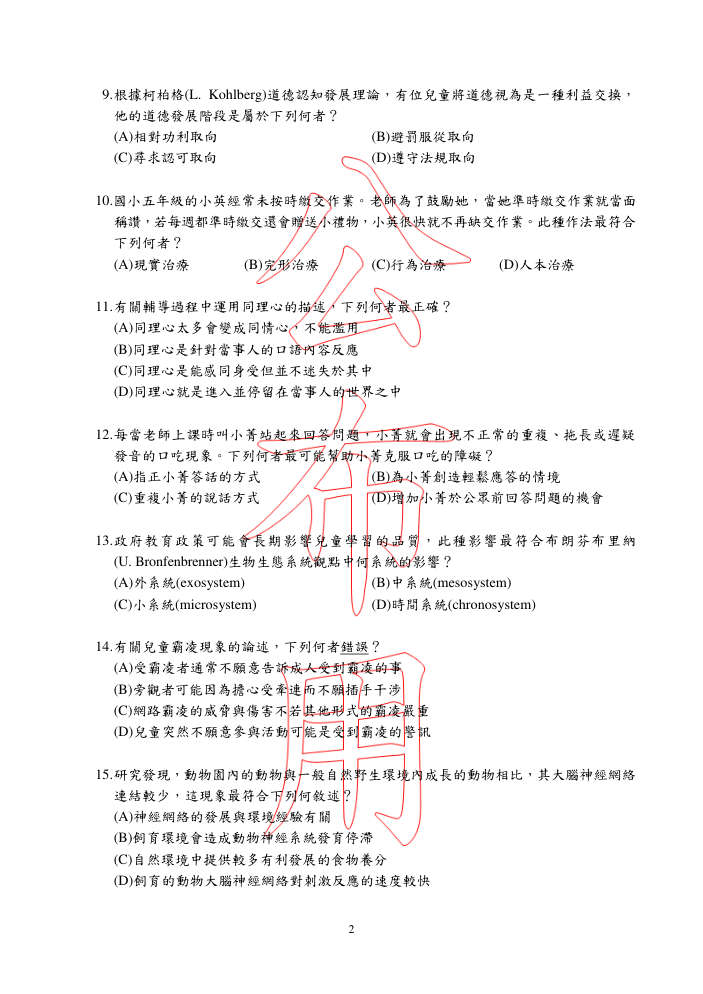 9.根據柯柏格(L. Kohlberg)道德認知發展理論，有位兒童將道德視為是一種利益交換，
他的道德發展階段是屬於下列何者？
(A)相對功利取向 (B)避罰服從取向
(C)尋求認可取向 (D)遵守法規取向
10.國小五年級的小英經常未按時繳交作業。老師為了鼓勵她，當她準時繳交作業就當面
稱讚，若每週都準時繳交還會贈送小禮物，小英很快就不再缺交作業。此種作法最符合
下列何者？
(A)現實治療 (B)完形治療 (C)行為治療 (D)人本治療
11.有關輔導過程中運用同理心的描述，下列何者最正確？
(A)同理心太多會變成同情心，不能濫用
(B)同理心是針對當事人的口語內容反應
(C)同理心是能感同身受但並不迷失於其中
(D)同理心就是進入並停留在當事人的世界之中
12.每當老師上課時叫小菁站起來回答問題，小菁就會出現不正常的重複、拖長或遲疑
發音的口吃現象。下列何者最可能幫助小菁克服口吃的障礙？
(A)指正小菁答話的方式 (B)為小菁創造輕鬆應答的情境
(C)重複小菁的說話方式 (D)增加小菁於公眾前回答問題的機會
13.政府教育政策可能會長期影響兒童學習的品質，此種影響最符合布朗芬布里納
(U. Bronfenbrenner)生物生態系統觀點中何系統的影響？
(A)外系統(exosystem) (B)中系統(mesosystem)
(C)小系統(microsystem) (D)時間系統(chronosystem)
14.有關兒童霸凌現象的論述，下列何者錯誤？
(A)受霸凌者通常不願意告訴成人受到霸凌的事
(B)旁觀者可能因為擔心受牽連而不願插手干涉
(C)網路霸凌的威脅與傷害不若其他形式的霸凌嚴重
(D)兒童突然不願意參與活動可能是受到霸凌的警訊
15.研究發現，動物園內的動物與一般自然野生環境內成長的動物相比，其大腦神經網絡
連結較少，這現象最符合下列何敘述？
(A)神經網絡的發展與環境經驗有關
(B)飼育環境會造成動物神經系統發育停滯
(C)自然環境中提供較多有利發展的食物養分
(D)飼育的動物大腦神經網絡對刺激反應的速度較快
2
公布用